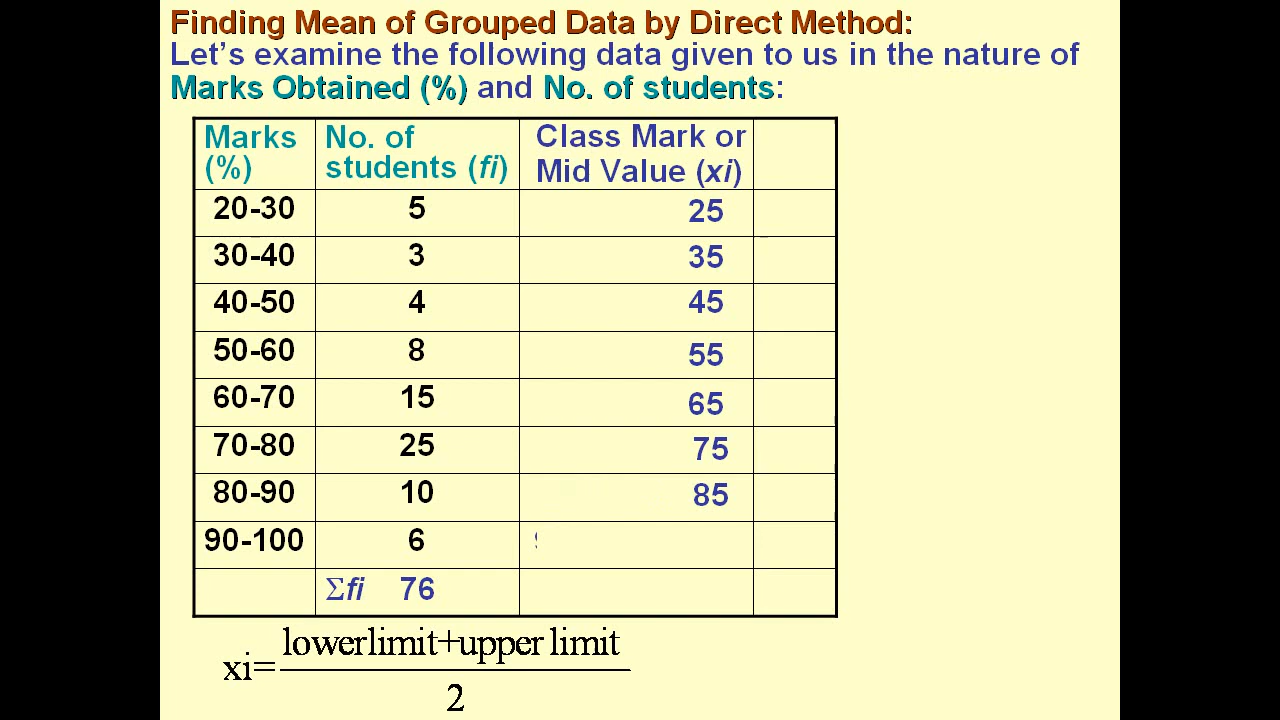 Finding Mean of Grouped Data by Direct Method:
Let's examine the following data given to us in the nature of
Marks Obtained (%) and No. of students:
Marks (%) No. of students (fi) Class Mark or Mid Value (xi)
20-30 5 25
30-40 3 35
40-50 4 45
50-60 8 55
60-70 15 65
70-80 25 75
80-90 10 85
90-100 6
Σfi 76
xi= lowerlimit+upper limit
2